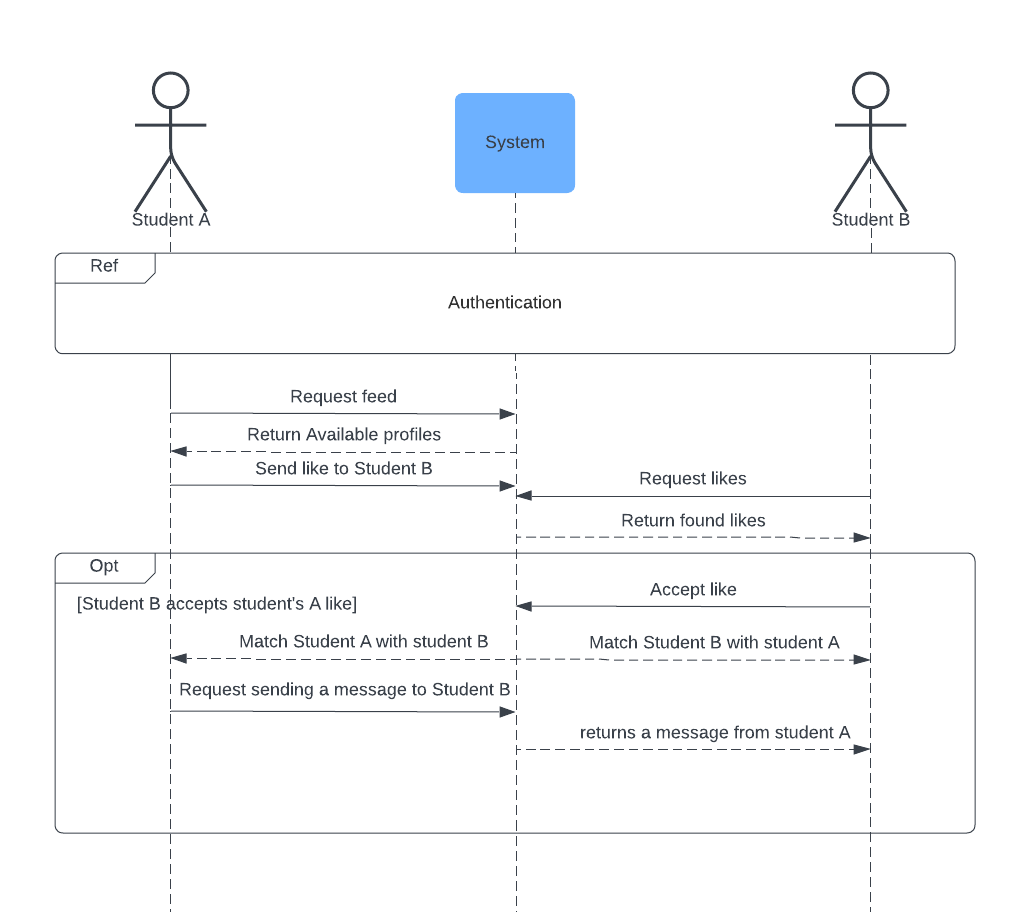 System
Student A
Student B
Ref
Authentication
Request feed
Return Available profiles
Send like to Student B
Request likes
Return found likes
Opt
[Student B accepts student's A like]
Accept like
Match Student A with student B
Match Student B with student A
Request sending a message to Student B
returns a message from student A